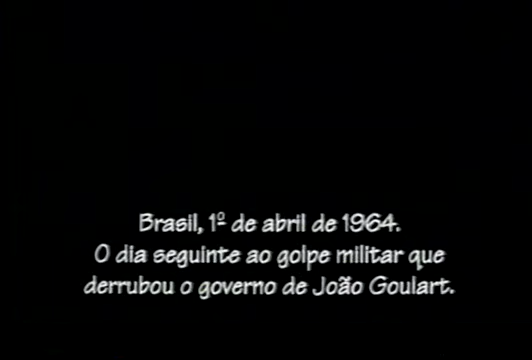 Brasil, 1º de abril de 1964.
O dia seguinte ao golpe militar que
derrubou o governo de João Goulart.